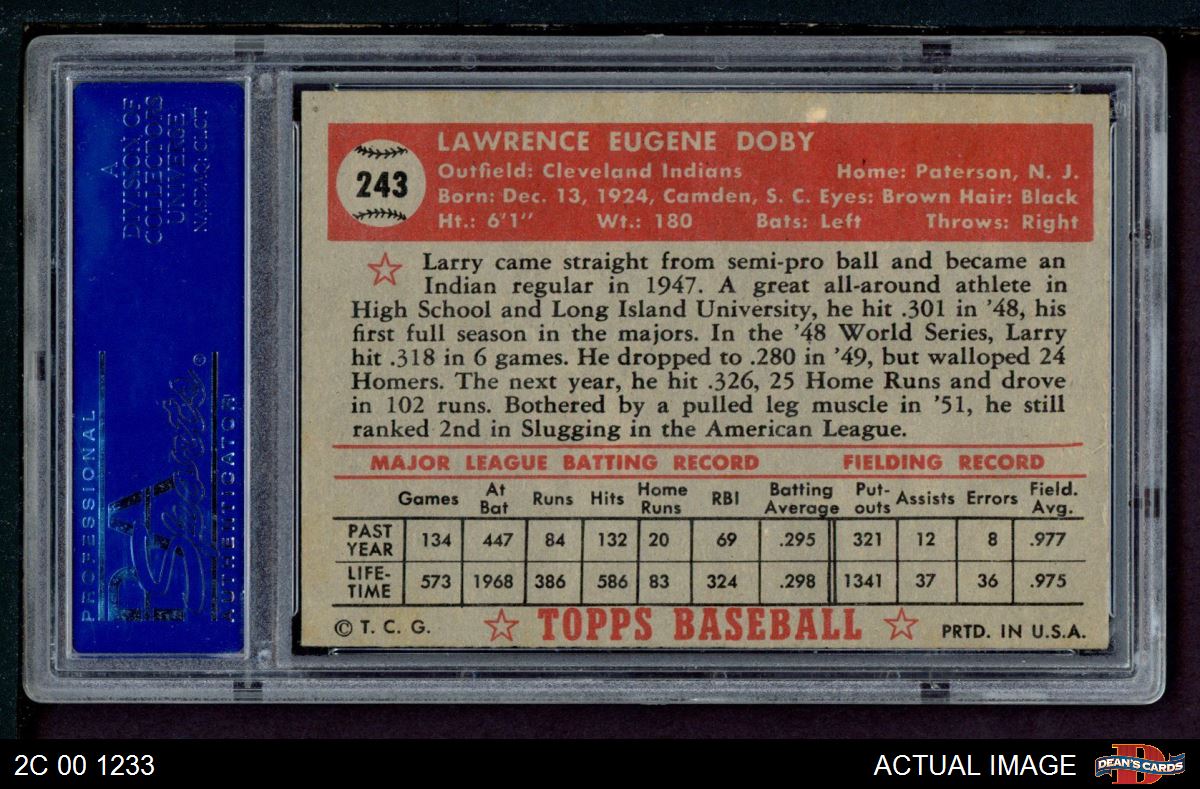 A
DIVISION OF
COLLECTORS
UNIVERSE
NASDAQ: CLCT
PROFESSIONAL
PSA
Sports
AUTHENTICATOR
©
243
LAWRENCE EUGENE DOBY
Outfield: Cleveland Indians Home: Paterson, N. J.
Born: Dec. 13, 1924, Camden, S. C. Eyes: Brown Hair: Black
Ht.: 6'1" Wt.: 180 Bats: Left Throws: Right
Larry came straight from semi-pro ball and became an
Indian regular in 1947. A great all-around athlete in
High School and Long Island University, he hit .301 in '48, his
first full season in the majors. In the '48 World Series, Larry
hit .318 in 6 games. He dropped to .280 in '49, but walloped 24
Homers. The next year, he hit .326, 25 Home Runs and drove
in 102 runs. Bothered by a pulled leg muscle in '51, he still
ranked 2nd in Slugging in the American League.
MAJOR LEAGUE BATTING RECORD FIELDING RECORD
Games At Bat Runs Hits Home Runs RBI Batting Average Put-outs Assists Errors Field. Avg.
PAST YEAR 134 447 84 132 20 69 .295 321 12 8 .977
LIFE-TIME 573 1968 386 586 83 324 .298 1341 37 36 .975
© T. C. G. TOPPS BASEBALL PRTD. IN U.S.A.
2C 00 1233 ACTUAL IMAGE DEAN'S CARDS